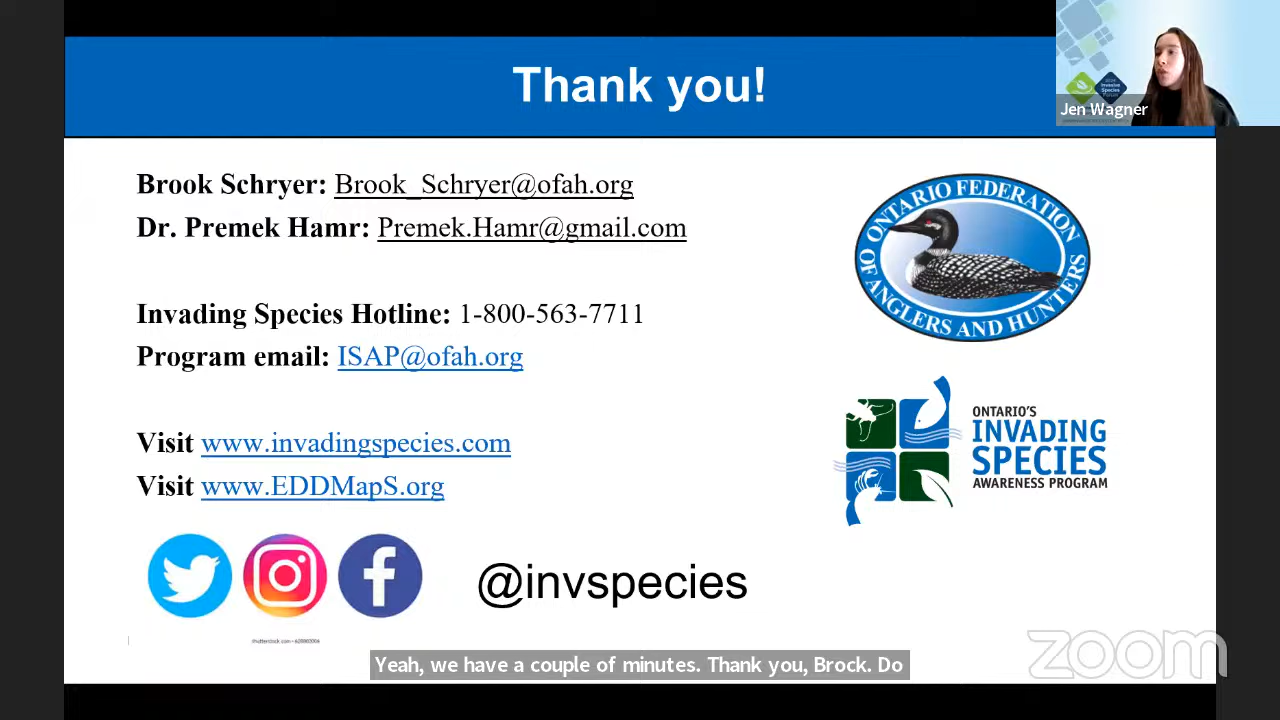 Thank you!
Jen Wagner
Brook Schryer: Brook_Schryer@ofah.org
Dr. Premek Hamr: Premek.Hamr@gmail.com
Invading Species Hotline: 1-800-563-7711
Program email: ISAP@ofah.org
Visit www.invadingspecies.com
Visit www.EDDMapS.org
@invspecies
ONTARIO FEDERATION
OF ANGLERS AND HUNTERS
ONTARIO'S
INVADING
SPECIES
AWARENESS PROGRAM
Yeah, we have a couple of minutes. Thank you, Brock. Do
zoom